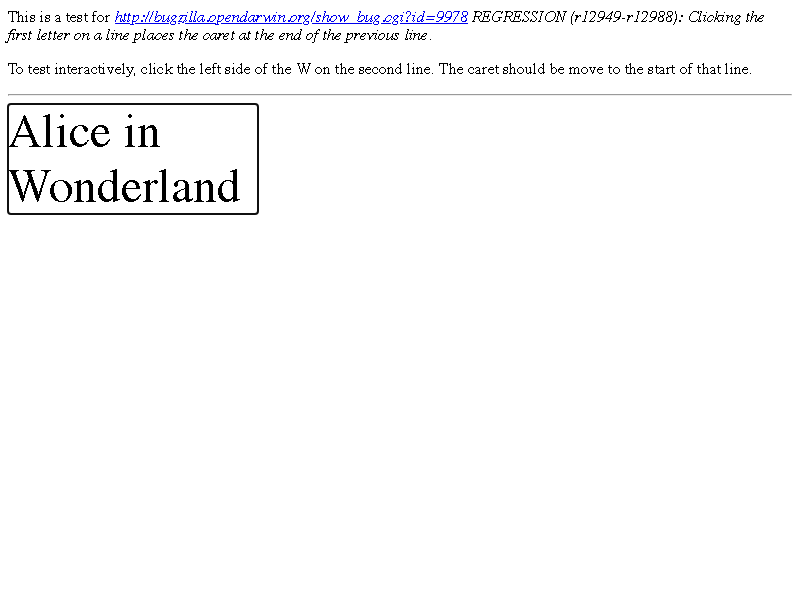 This is a test for http://bugzilla.opendarwin.org/show_bug.cgi?id=9978 REGRESSION (r12949-r12988): Clicking the
first letter on a line places the caret at the end of the previous line.
To test interactively, click the left side of the W on the second line. The caret should be move to the start of that line.
Alice in
Wonderland